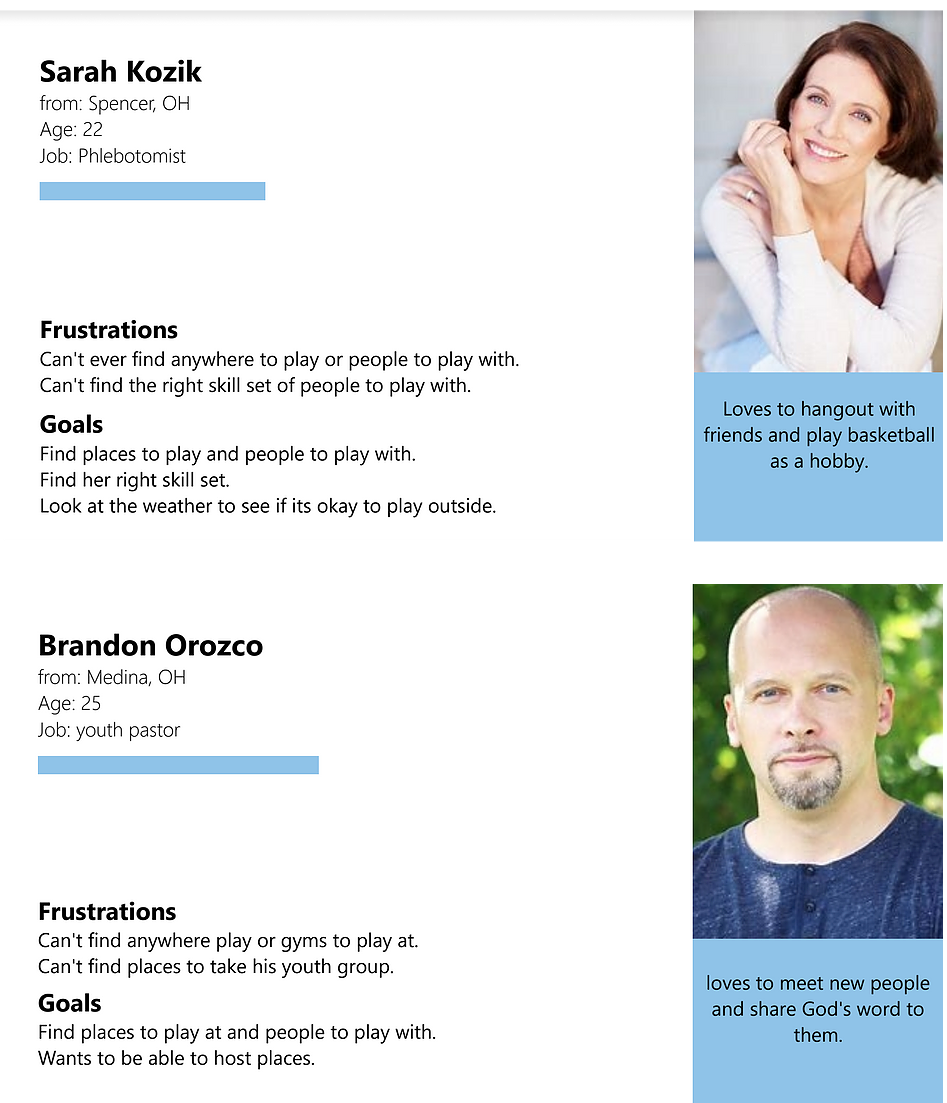 Sarah Kozik
from: Spencer, OH
Age: 22
Job: Phlebotomist
Frustrations
Can't ever find anywhere to play or people to play with.
Can't find the right skill set of people to play with.
Goals
Find places to play and people to play with.
Find her right skill set.
Look at the weather to see if its okay to play outside.
Loves to hangout with
friends and play basketball
as a hobby.
Brandon Orozco
from: Medina, OH
Age: 25
Job: youth pastor
Frustrations
Can't find anywhere play or gyms to play at.
Can't find places to take his youth group.
Goals
Find places to play at and people to play with.
Wants to be able to host places.
loves to meet new people
and share God's word to
them.